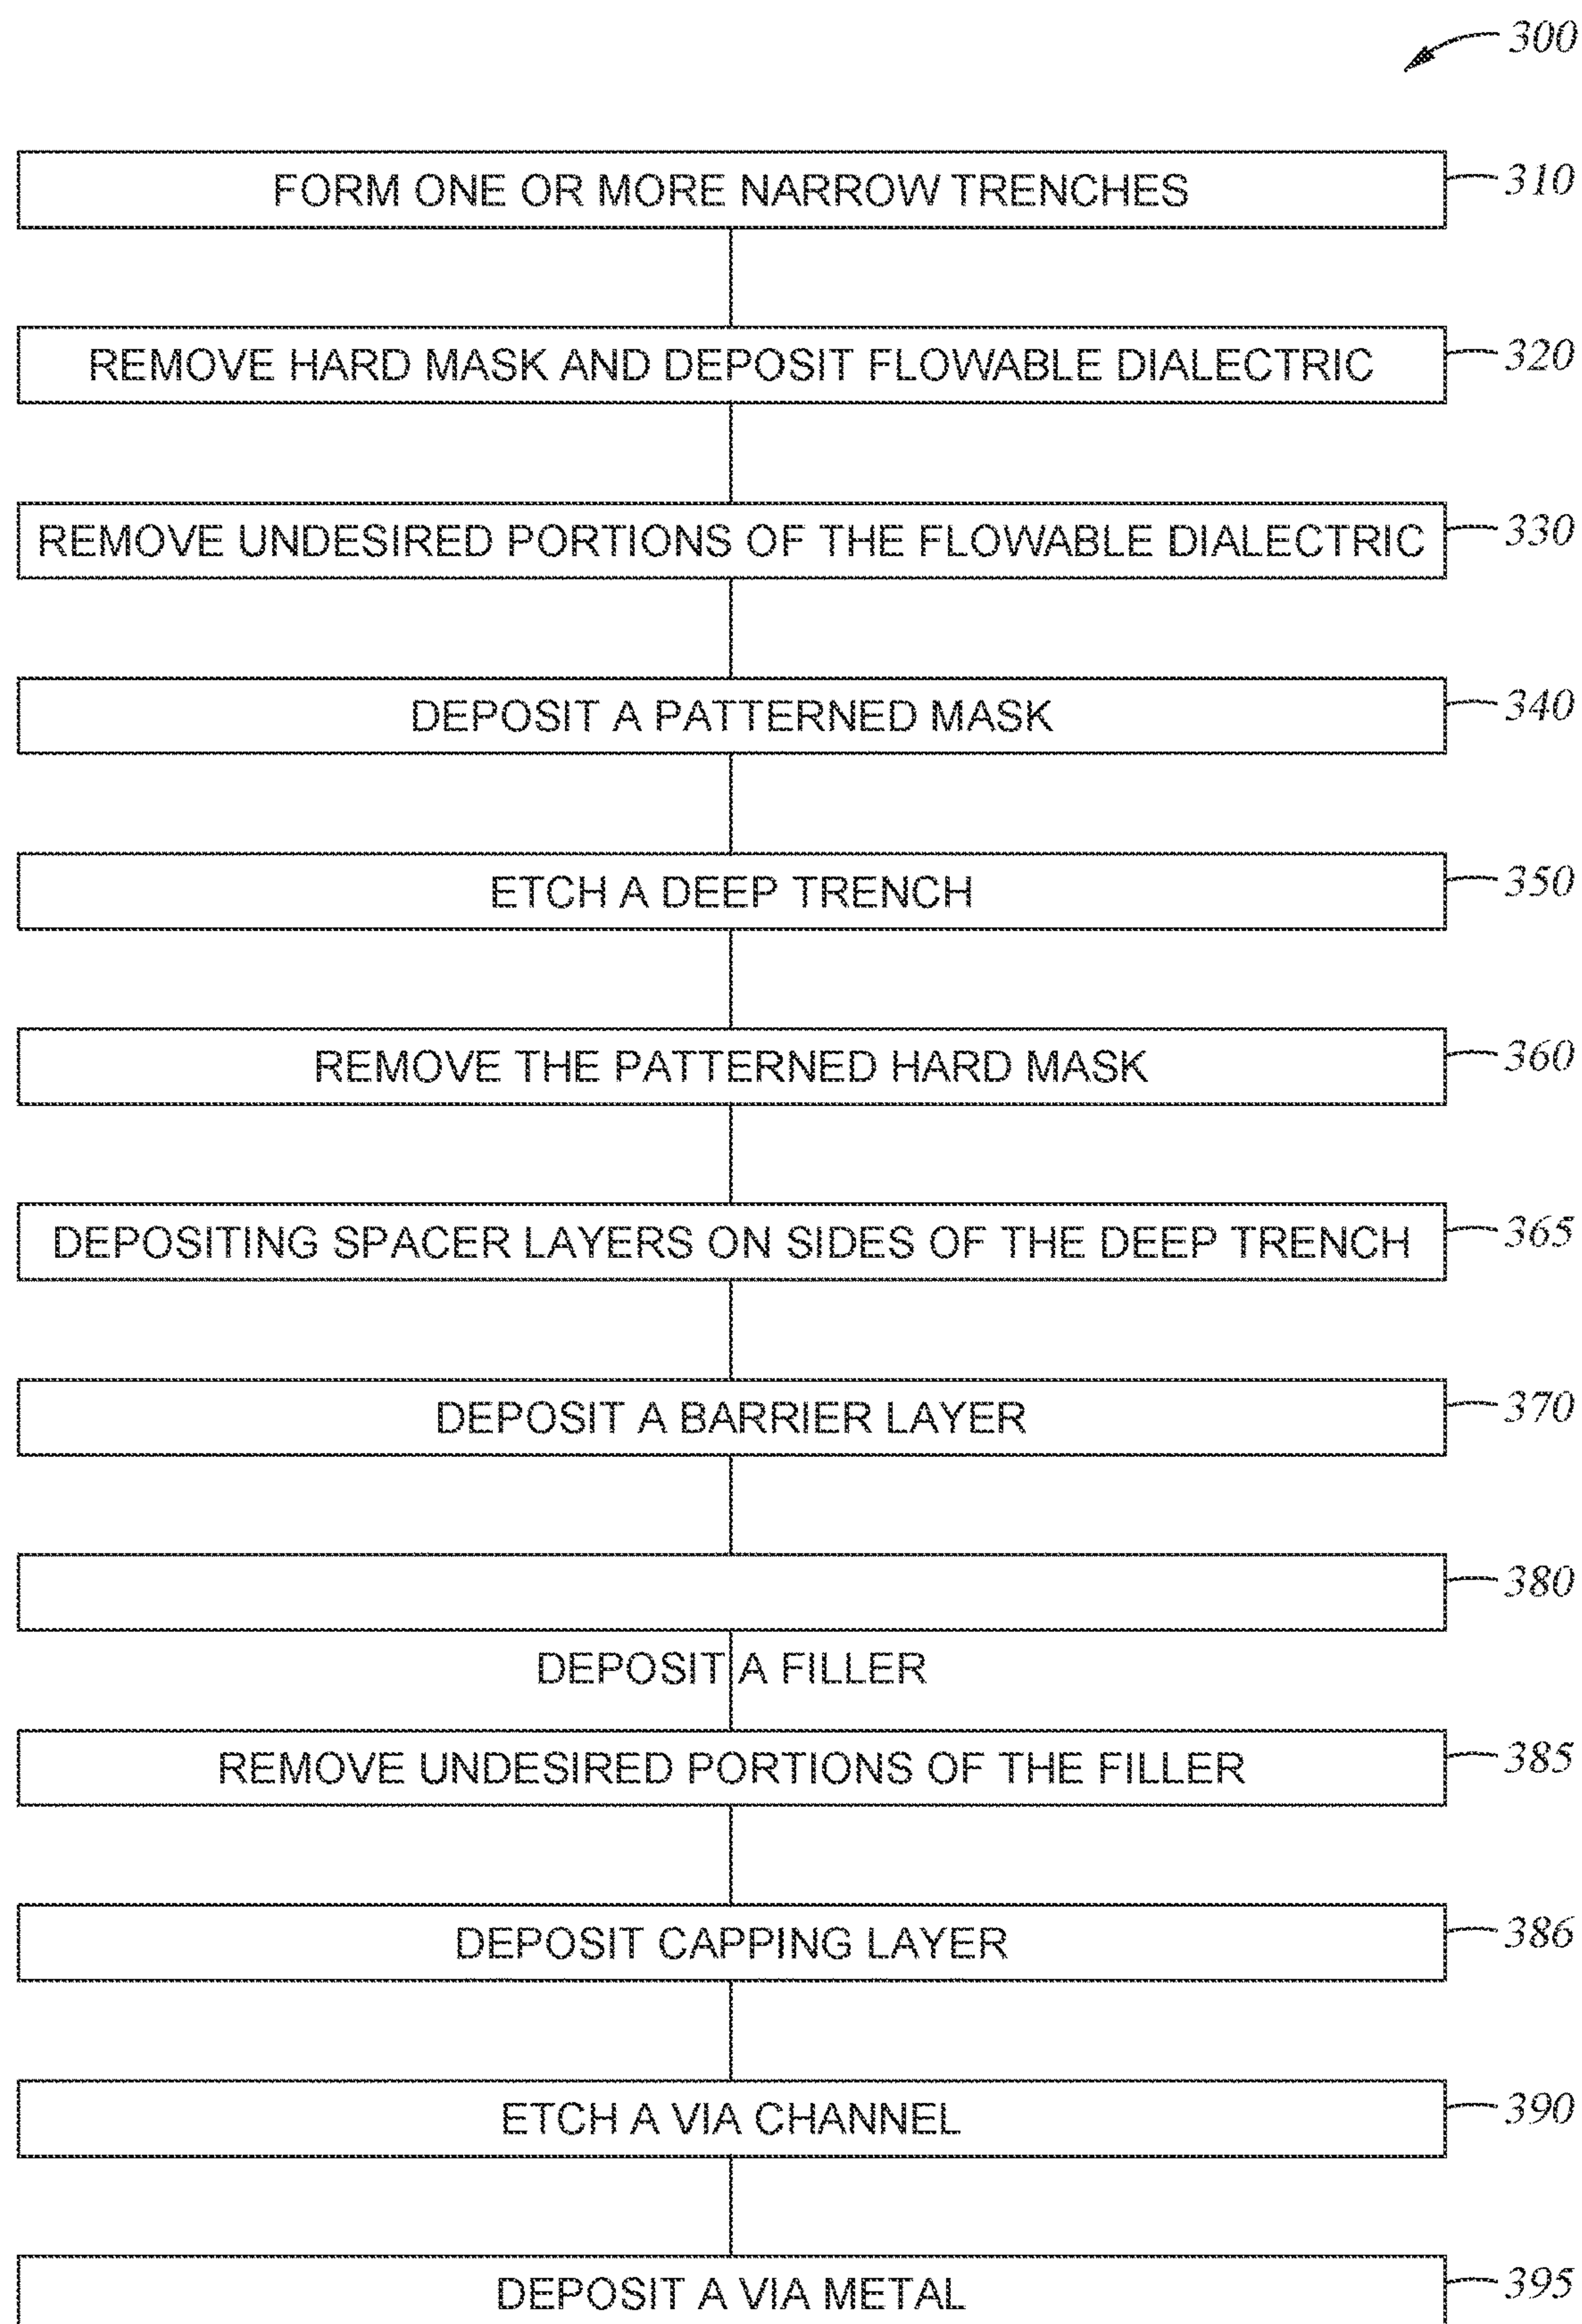 300
FORM ONE OR MORE NARROW TRENCHES 310
REMOVE HARD MASK AND DEPOSIT FLOWABLE DIALECTRIC 320
REMOVE UNDESIRED PORTIONS OF THE FLOWABLE DIALECTRIC 330
DEPOSIT A PATTERNED MASK 340
ETCH A DEEP TRENCH 350
REMOVE THE PATTERNED HARD MASK 360
DEPOSITING SPACER LAYERS ON SIDES OF THE DEEP TRENCH 365
DEPOSIT A BARRIER LAYER 370
380
DEPOSIT A FILLER
REMOVE UNDESIRED PORTIONS OF THE FILLER 385
DEPOSIT CAPPING LAYER 386
ETCH A VIA CHANNEL 390
DEPOSIT A VIA METAL 395